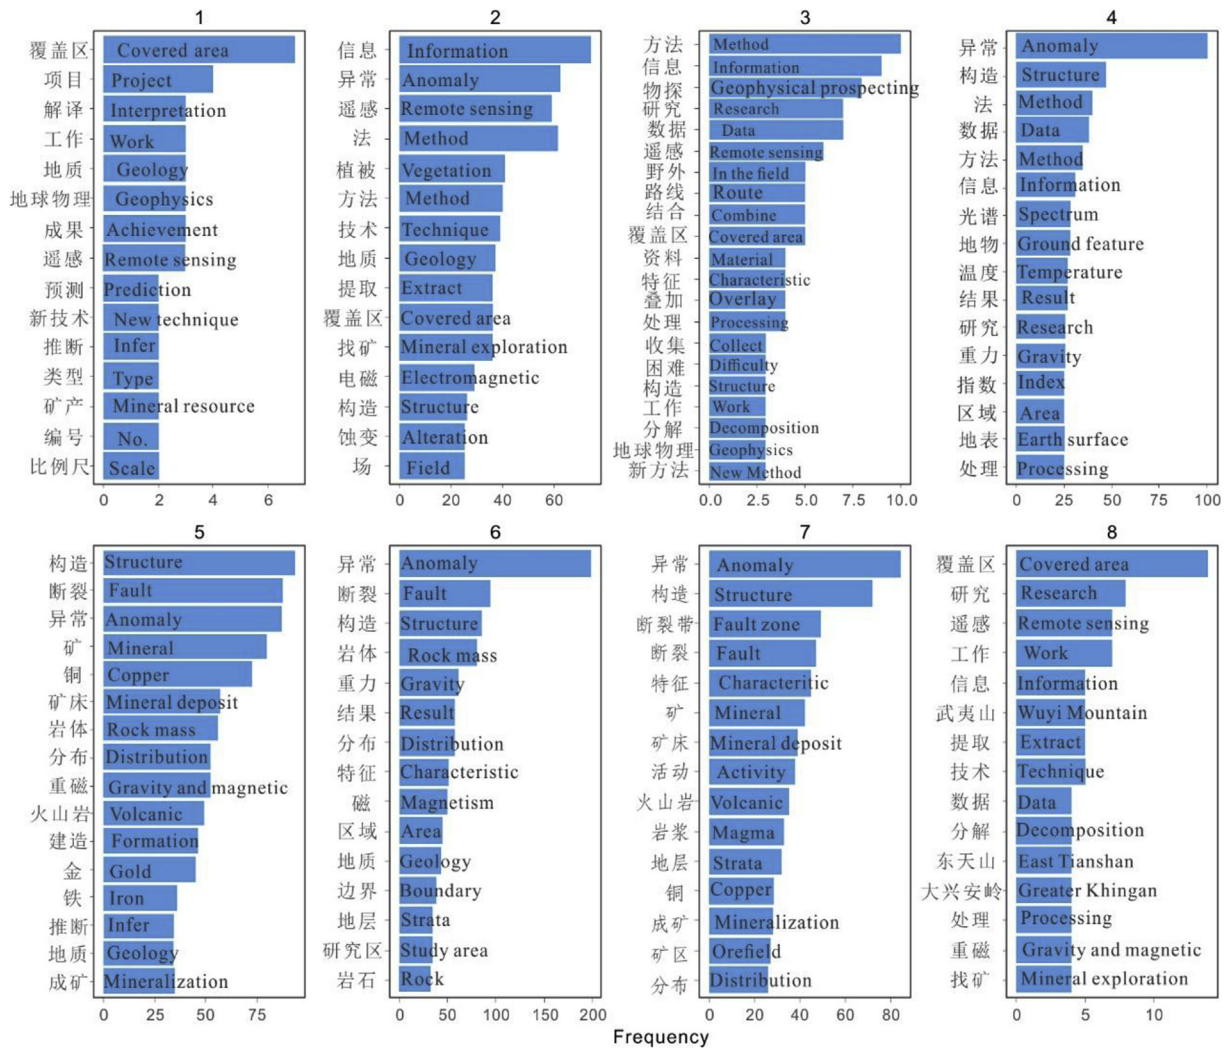 1
覆盖区 Covered area
项目 Project
解译 Interpretation
工作 Work
地质 Geology
地球物理 Geophysics
成果 Achievement
遥感 Remote sensing
预测 Prediction
新技术 New technique
推断 Infer
类型 Type
矿产 Mineral resource
编号 No.
比例尺 Scale
0 2 4 6
2
信息 Information
异常 Anomaly
遥感 Remote sensing
法 Method
植被 Vegetation
方法 Method
技术 Technique
地质 Geology
提取 Extract
覆盖区 Covered area
找矿 Mineral exploration
电磁 Electromagnetic
构造 Structure
蚀变 Alteration
场 Field
0 20 40 60
3
方法 Method
信息 Information
物探 Geophysical prospecting
研究 Research
数据 Data
遥感 Remote sensing
野外 In the field
路线 Route
结合 Combine
覆盖区 Covered area
资料 Material
特征 Characteristic
叠加 Overlay
处理 Processing
收集 Collect
困难 Difficulty
构造 Structure
工作 Work
分解 Decomposition
地球物理 Geophysics
新方法 New Method
0.0 2.5 5.0 7.5 10.0
4
异常 Anomaly
构造 Structure
法 Method
数据 Data
方法 Method
信息 Information
光谱 Spectrum
地物 Ground feature
温度 Temperature
结果 Result
研究 Research
重力 Gravity
指数 Index
区域 Area
地表 Earth surface
处理 Processing
0 25 50 75 100
5
构造 Structure
断裂 Fault
异常 Anomaly
矿 Mineral
铜 Copper
矿床 Mineral deposit
岩体 Rock mass
分布 Distribution
重磁 Gravity and magnetic
火山岩 Volcanic
建造 Formation
金 Gold
铁 Iron
推断 Infer
地质 Geology
成矿 Mineralization
0 25 50 75
6
异常 Anomaly
断裂 Fault
构造 Structure
岩体 Rock mass
重力 Gravity
结果 Result
分布 Distribution
特征 Characteristic
磁 Magnetism
区域 Area
地质 Geology
边界 Boundary
地层 Strata
研究区 Study area
岩石 Rock
0 50 100 150 200
7
异常 Anomaly
构造 Structure
断裂带 Fault zone
断裂 Fault
特征 Characteritic
矿 Mineral
矿床 Mineral deposit
活动 Activity
火山岩 Volcanic
岩浆 Magma
地层 Strata
铜 Copper
成矿 Mineralization
矿区 Orefield
分布 Distribution
0 20 40 60 80
8
覆盖区 Covered area
研究 Research
遥感 Remote sensing
工作 Work
信息 Information
武夷山 Wuyi Mountain
提取 Extract
技术 Technique
数据 Data
分解 Decomposition
东天山 East Tianshan
大兴安岭 Greater Khingan
处理 Processing
重磁 Gravity and magnetic
找矿 Mineral exploration
0 5 10
Frequency